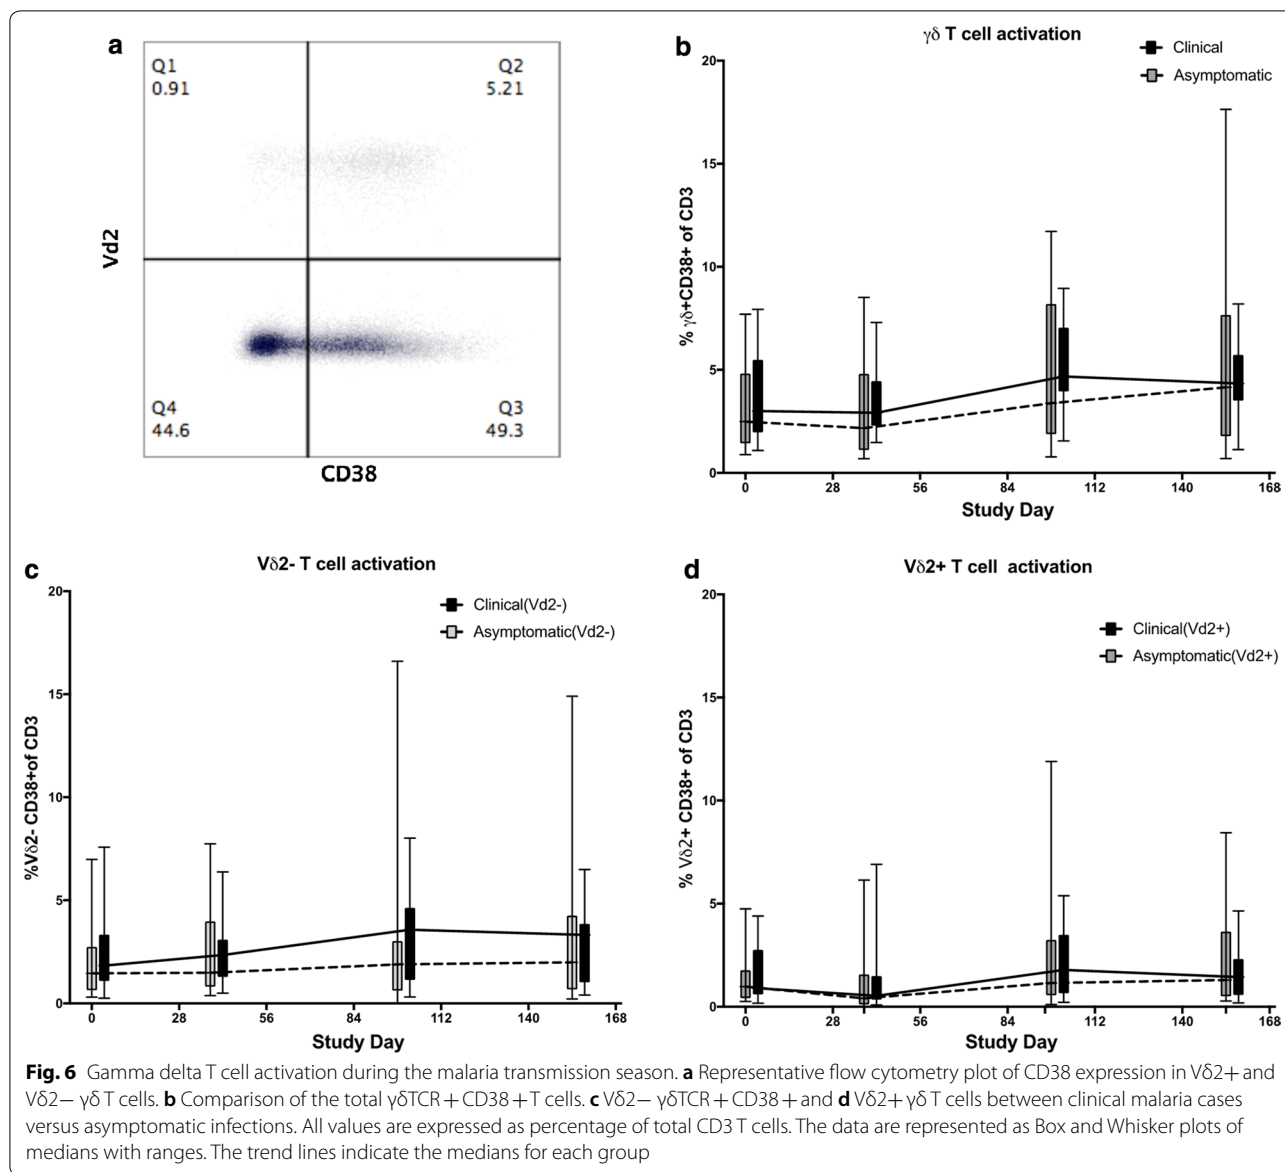 a
Q1
0.91
Q2
5.21
Q4
44.6
Q3
49.3
Vd2
CD38
b
γδ T cell activation
Clinical
Asymptomatic
20
15
10
5
0
% γδ+CD38+ of CD3
0 28 56 84 112 140 168
Study Day
c
Vδ2- T cell activation
Clinical(Vd2-)
Asymptomatic(Vd2-)
20
15
10
5
0
%Vδ2- CD38+of CD3
0 28 56 84 112 140 168
Study Day
d
Vδ2+ T cell activation
Clinical(Vd2+)
Asymptomatic(Vd2+)
20
15
10
5
0
% Vδ2+ CD38+ of CD3
0 28 56 84 112 140 168
Study Day
Fig. 6 Gamma delta T cell activation during the malaria transmission season. a Representative flow cytometry plot of CD38 expression in Vδ2+ and
Vδ2− γδ T cells. b Comparison of the total γδTCR + CD38 + T cells. c Vδ2− γδTCR + CD38 + and d Vδ2+ γδ T cells between clinical malaria cases
versus asymptomatic infections. All values are expressed as percentage of total CD3 T cells. The data are represented as Box and Whisker plots of
medians with ranges. The trend lines indicate the medians for each group